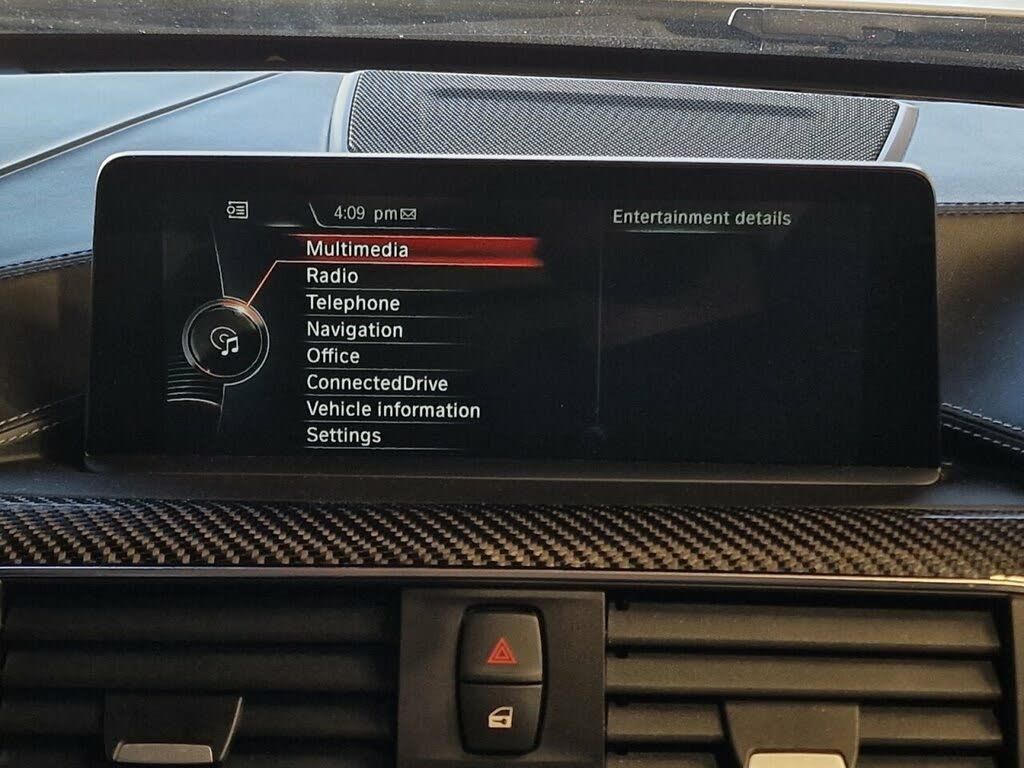 4:09 pm
Entertainment details
Multimedia
Radio
Telephone
Navigation
Office
ConnectedDrive
Vehicle information
Settings